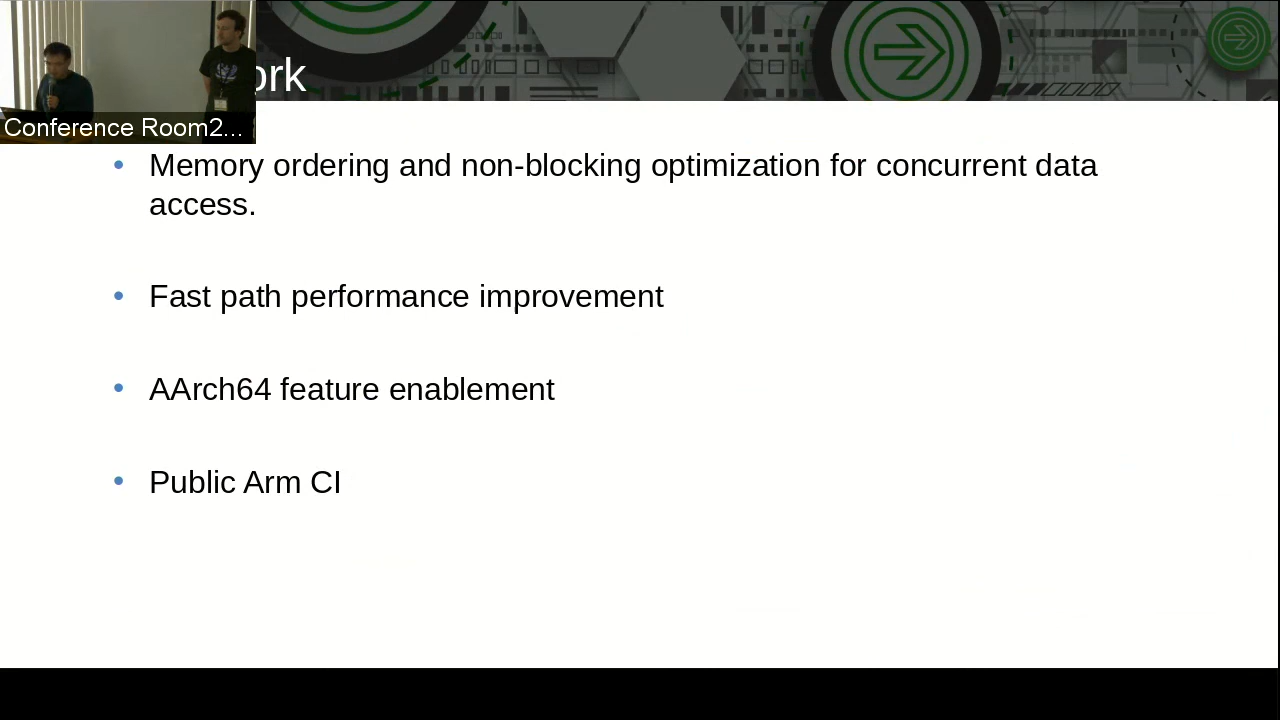 ork
Conference Room2...
• Memory ordering and non-blocking optimization for concurrent data
access.
• Fast path performance improvement
• AArch64 feature enablement
• Public Arm CI